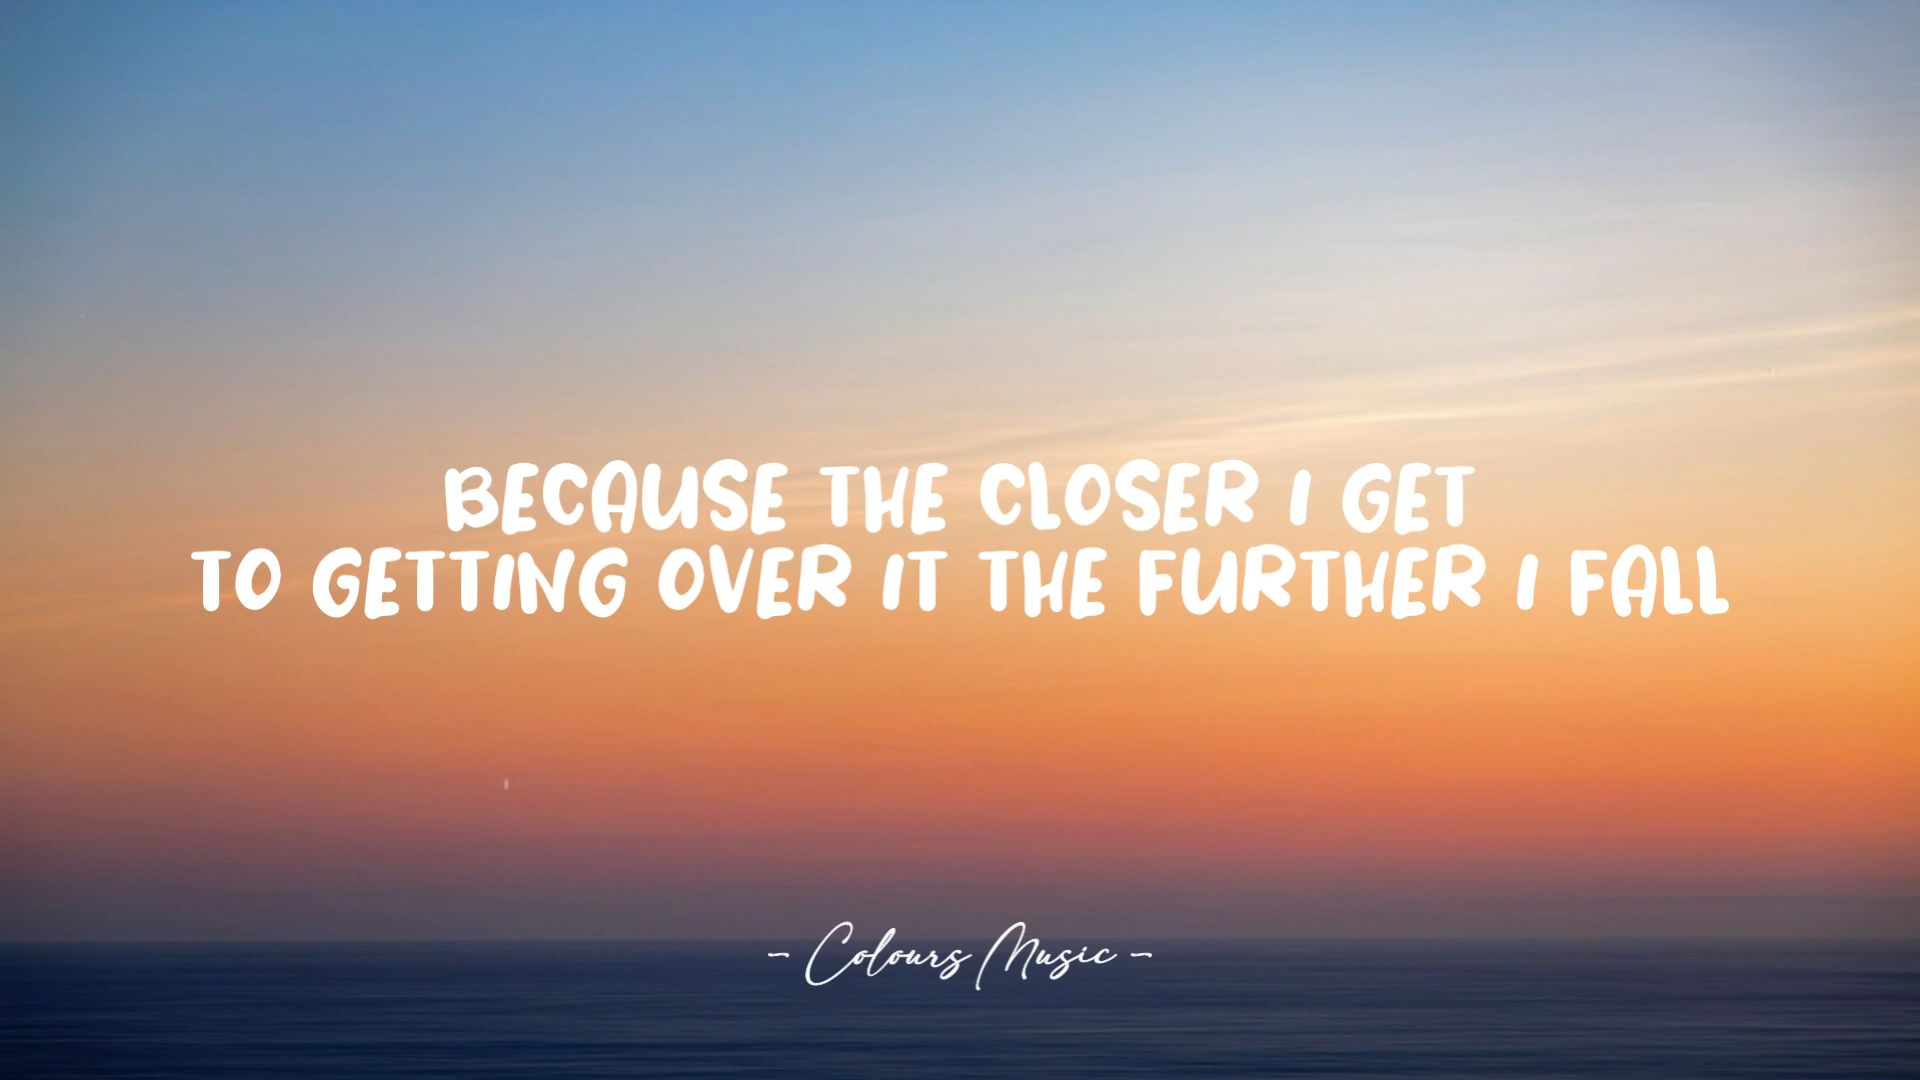 BECAUSE THE CLOSER I GET
TO GETTING OVER IT THE FURTHER I FALL
- Colours Music -